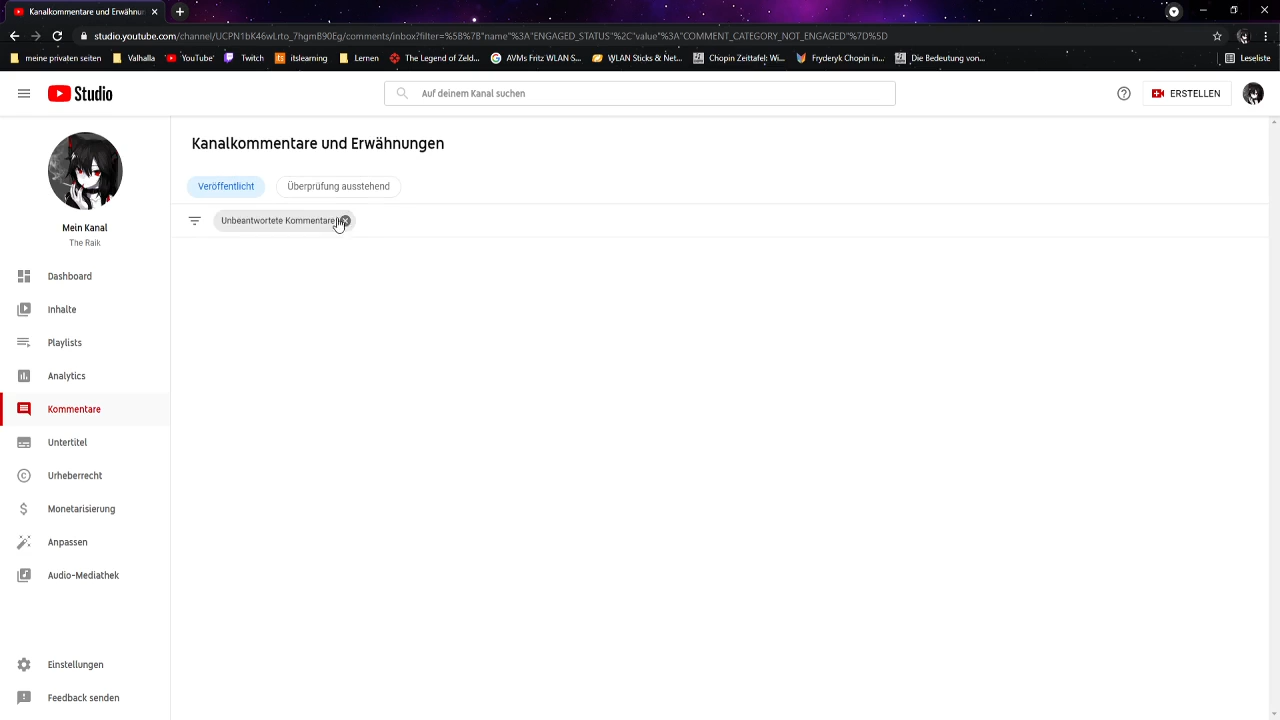 Kanalkommentare und Erwähnun
studio.youtube.com/channel/UCPN1bK46wLrto_7hgmB90Eg/comments/inbox?filter=%5B%7B"name"%3A"ENGAGED_STATUS"%2C"value"%3A"COMMENT_CATEGORY_NOT_ENGAGED"%7D%5D
meine privaten seiten Valhalla YouTube Twitch itslearning Lernen The Legend of Zeld... AVMs Fritz WLAN S... WLAN Sticks & Net... Chopin Zeittafel: Wi... Fryderyk Chopin in... Die Bedeutung von... Leseliste
Studio
Auf deinem Kanal suchen
ERSTELLEN
Kanalkommentare und Erwähnungen
Veröffentlicht
Überprüfung ausstehend
Unbeantwortete Kommentare
Mein Kanal
The Raik
Dashboard
Inhalte
Playlists
Analytics
Kommentare
Untertitel
Urheberrecht
Monetarisierung
Anpassen
Audio-Mediathek
Einstellungen
Feedback senden